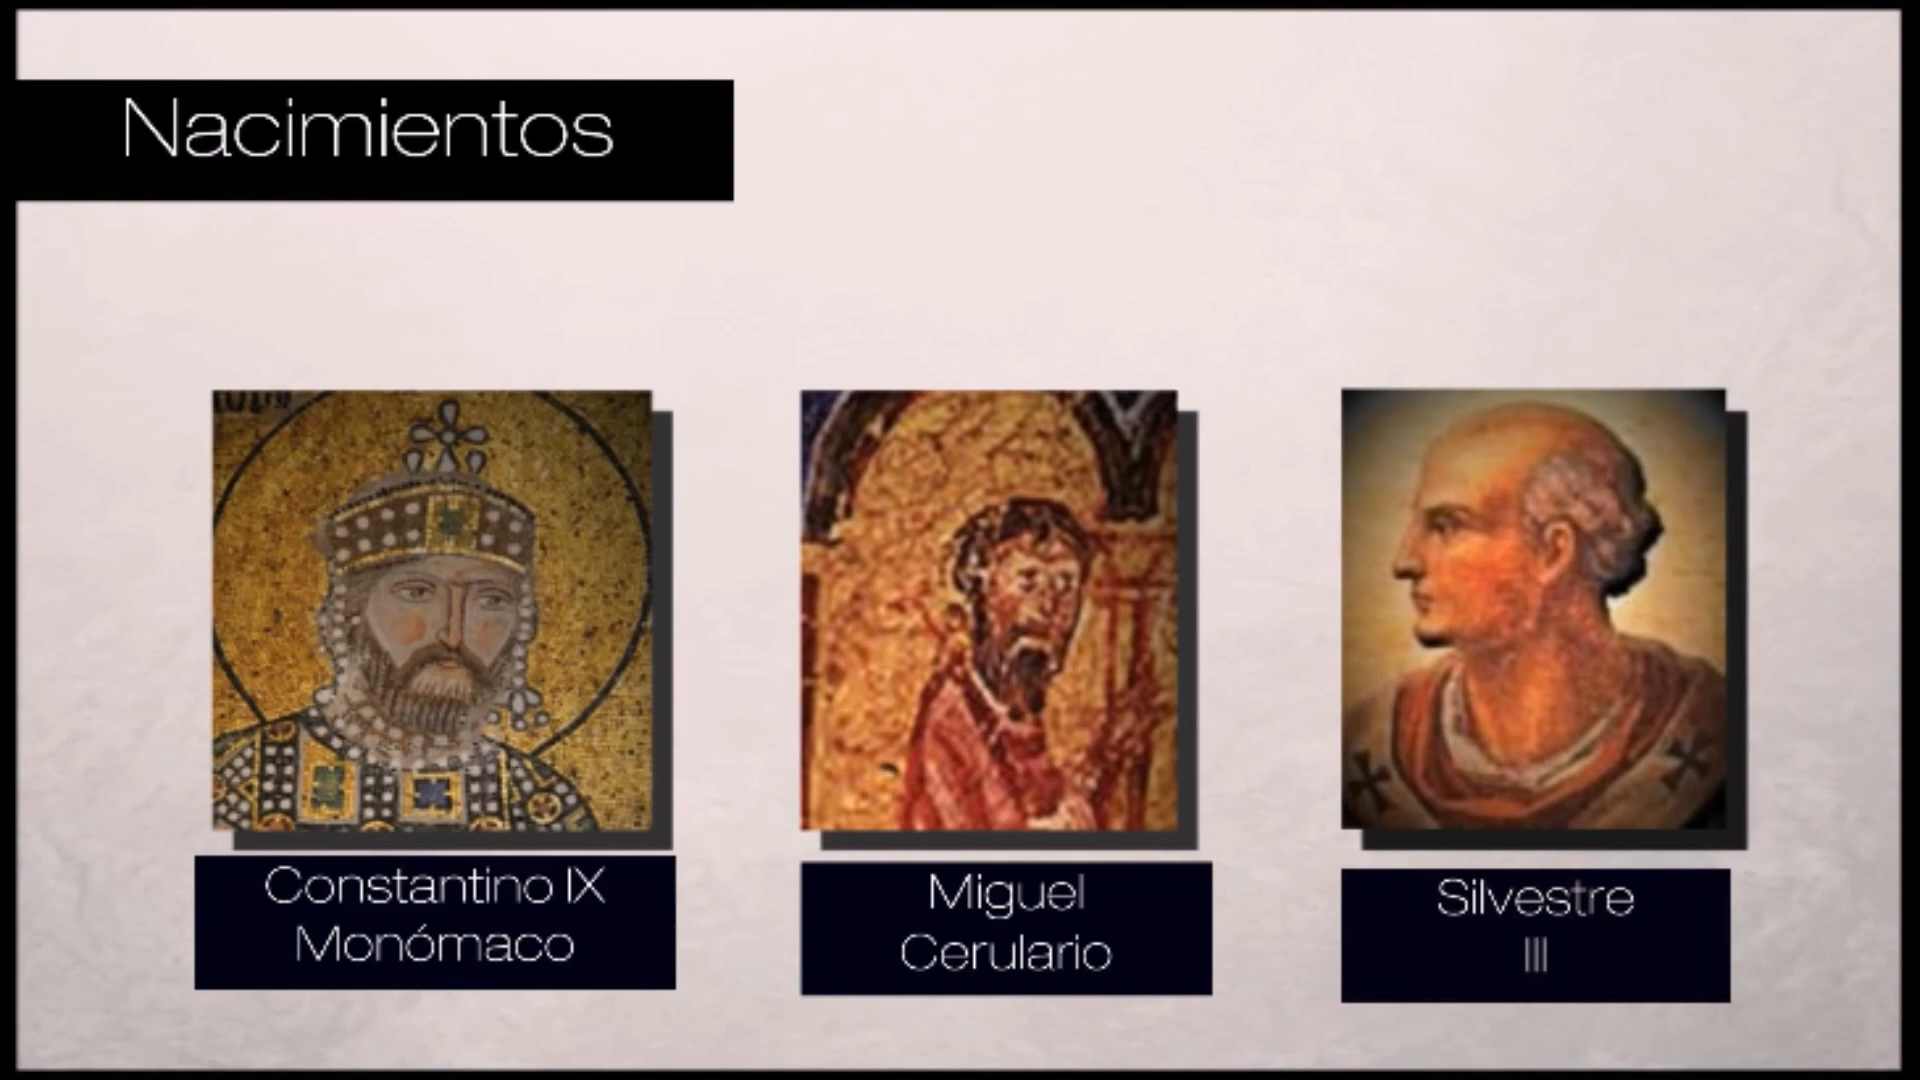 Nacimientos
Constantino IX
Monómaco
Miguel
Cerulario
Silvestre
III